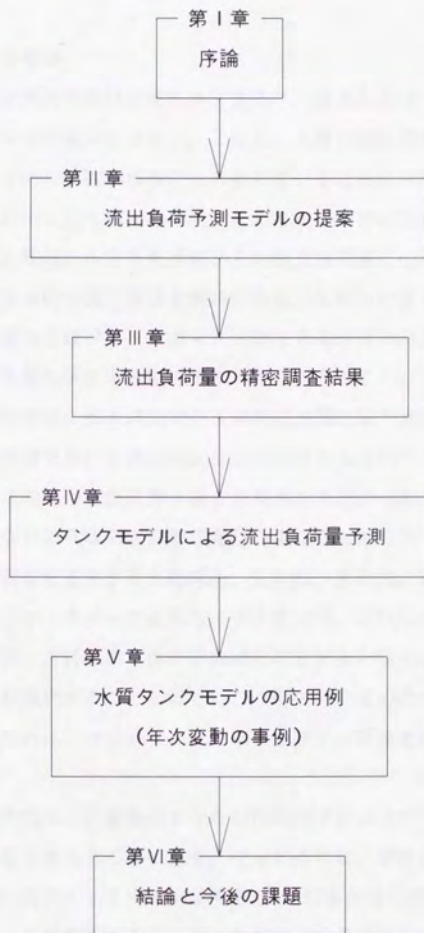 第Ⅰ章
序論
第Ⅱ章
流出負荷予測モデルの提案
第Ⅲ章
流出負荷量の精密調査結果
第Ⅳ章
タンクモデルによる流出負荷量予測
第Ⅴ章
水質タンクモデルの応用例
(年次変動の事例)
第Ⅵ章
結論と今後の課題